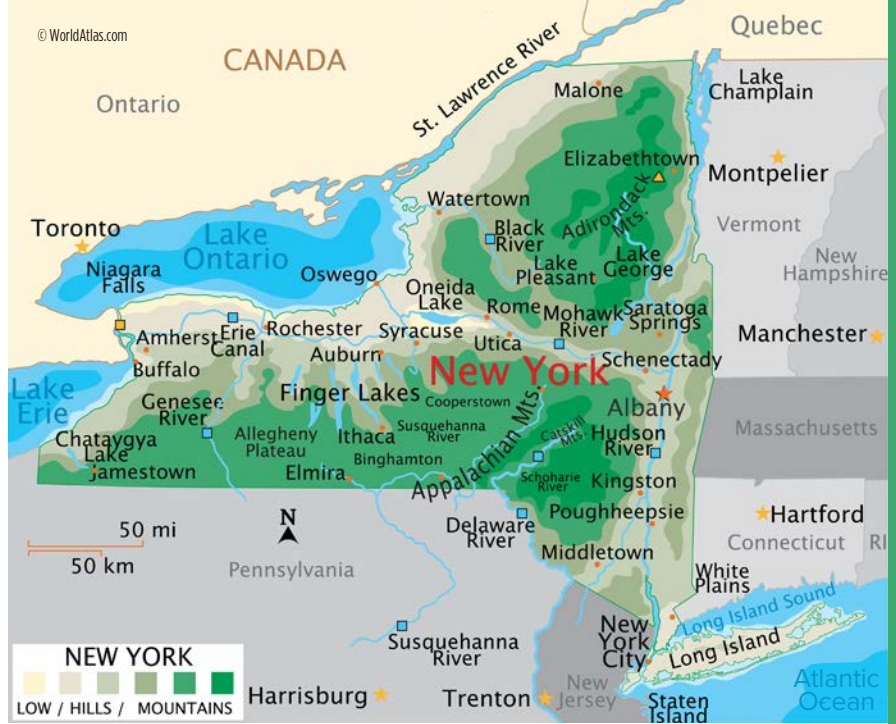 © WorldAtlas.com
Quebec
CANADA
Ontario
St. Lawrence River
Malone
Lake
Champlain
Elizabethtown
Montpelier
Adirondack
Mts.
Watertown
Toronto
Lake
Ontario
Black
River
Vermont
New
Hampshire
Niagara
Falls
Oswego
Lake
Pleasant
Lake
George
Oneida
Lake
Rome
Mohawk
River
Saratoga
Springs
Amherst
Erie
Canal
Rochester
Syracuse
Utica
Manchester
Buffalo
Auburn
New York
Schenectady
Lake
Erie
Genesee
River
Finger Lakes
Cooperstown
Albany
Massachusetts
Chataygya
Lake
Jamestown
Allegheny
Plateau
Ithaca
Susquehanna
River
Appalachian Mts.
Catskill
Mts.
Hudson
River
Elmira
Binghamton
Schoharie
River
Kingston
50 mi
50 km
N
Delaware
River
Poughheepsie
Hartford
Connecticut
RI
Pennsylvania
Middletown
White
Plains
Long Island Sound
Susquehanna
River
New
York
City
Long Island
NEW YORK
LOW / HILLS / MOUNTAINS
Harrisburg
Trenton
New
Jersey
Staten
Island
Atlantic
Ocean